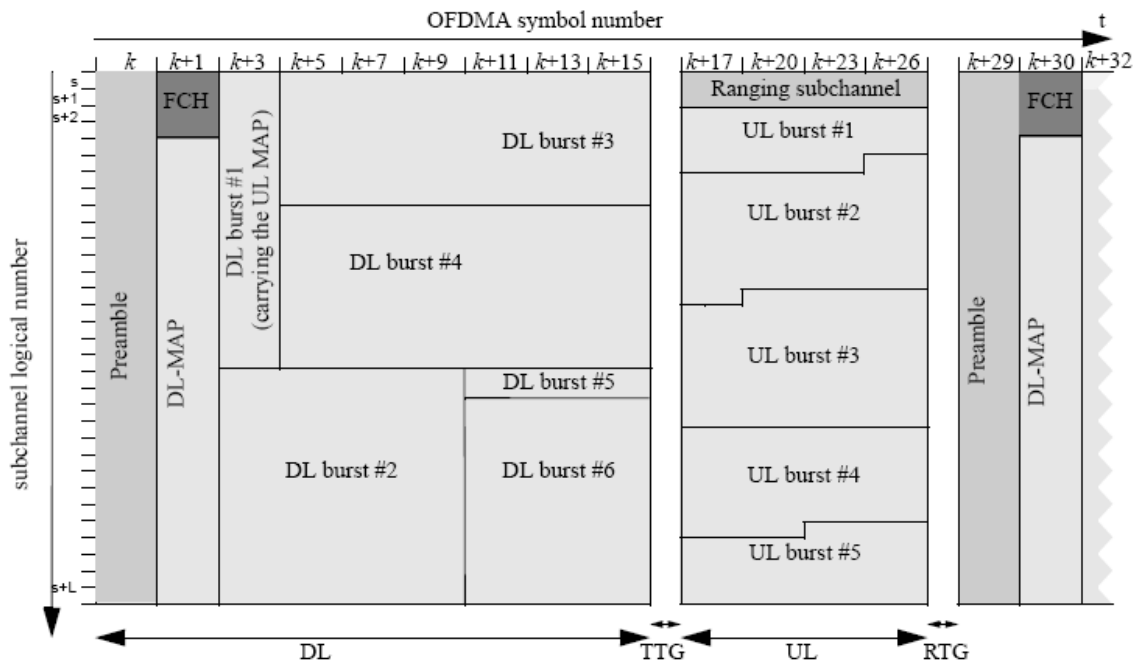 OFDMA symbol number
t
k k+1 k+3 k+5 k+7 k+9 k+11 k+13 k+15 k+17 k+20 k+23 k+26 k+29 k+30 k+32
s
s+1
s+2
s+L
subchannel logical number
Preamble
FCH
DL-MAP
DL burst #1
(carrying the UL MAP)
DL burst #3
DL burst #4
DL burst #2
DL burst #5
DL burst #6
Ranging subchannel
UL burst #1
UL burst #2
UL burst #3
UL burst #4
UL burst #5
Preamble
FCH
DL-MAP
DL TTG UL RTG